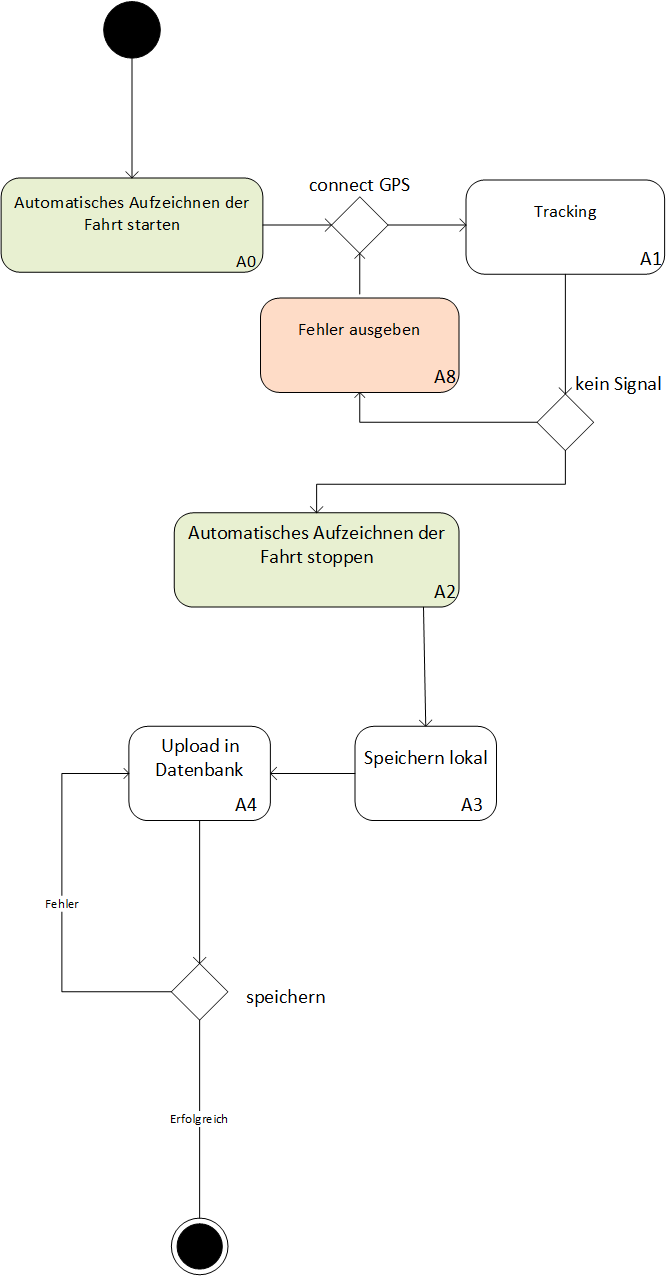 Automatisches Aufzeichnen der
Fahrt starten
A0
connect GPS
Tracking
A1
Fehler ausgeben
A8
kein Signal
Automatisches Aufzeichnen der
Fahrt stoppen
A2
Upload in
Datenbank
A4
Speichern lokal
A3
Fehler
speichern
Erfolgreich